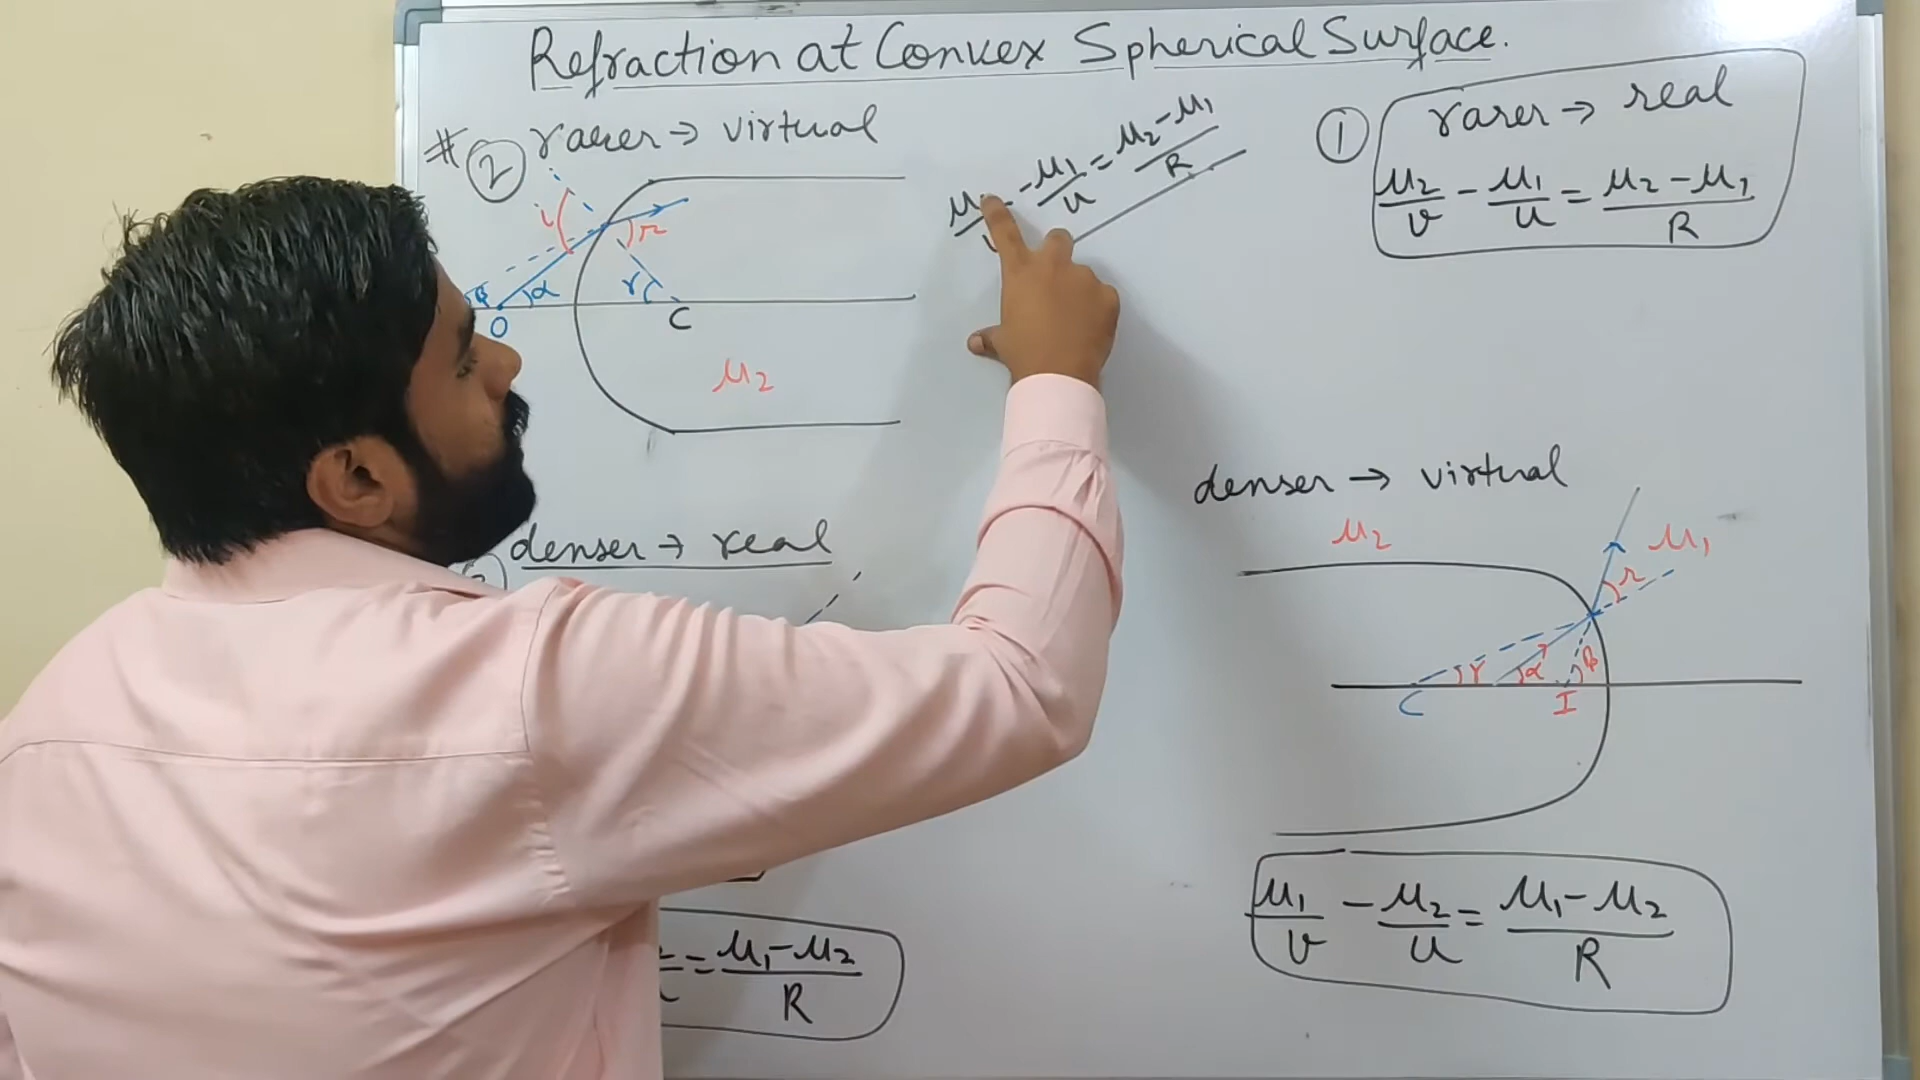 Refraction at Convex Spherical Surface.
# ② rarer → virtual
i
r
β
α
γ
O
C
μ2
- μ1/u = μ2 - μ1/R
① rarer → real
μ2/v - μ1/u = μ2 - μ1/R
denser → real
= μ1 - μ2/R
denser → virtual
μ2
μ1
r
γ
α
β
C
I
μ1/v - μ2/u = μ1 - μ2/R